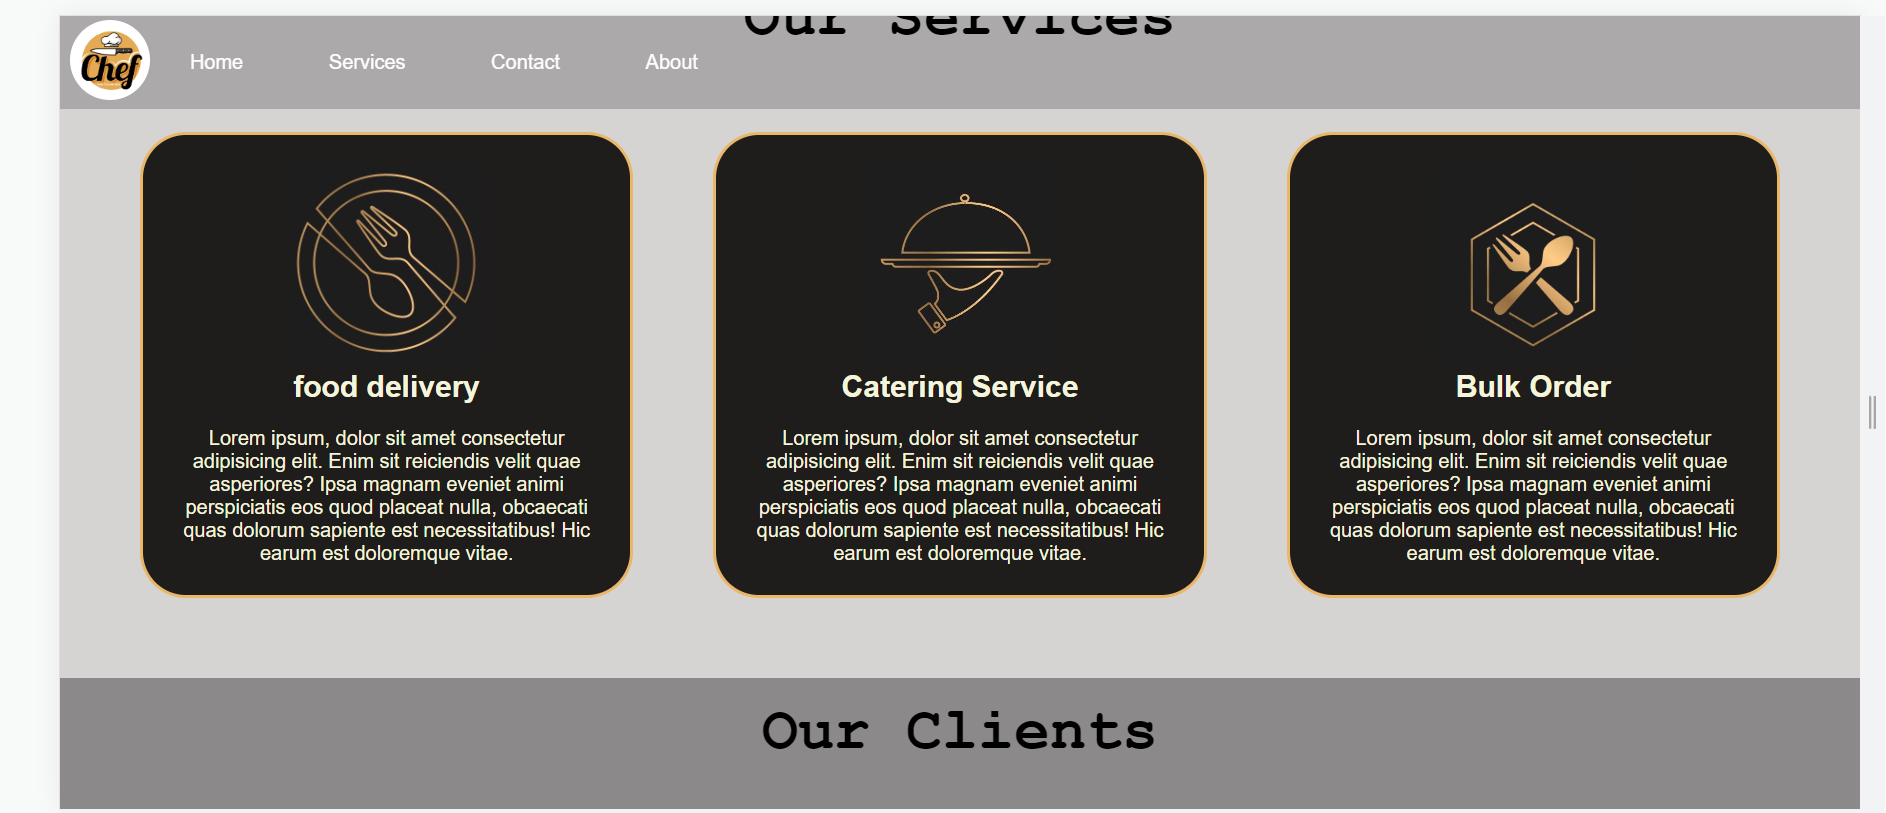 Our Services
Chef
Home Services Contact About
food delivery
Lorem ipsum, dolor sit amet consectetur
adipisicing elit. Enim sit reiciendis velit quae
asperiores? Ipsa magnam eveniet animi
perspiciatis eos quod placeat nulla, obcaecati
quas dolorum sapiente est necessitatibus! Hic
earum est doloremque vitae.
Catering Service
Lorem ipsum, dolor sit amet consectetur
adipisicing elit. Enim sit reiciendis velit quae
asperiores? Ipsa magnam eveniet animi
perspiciatis eos quod placeat nulla, obcaecati
quas dolorum sapiente est necessitatibus! Hic
earum est doloremque vitae.
Bulk Order
Lorem ipsum, dolor sit amet consectetur
adipisicing elit. Enim sit reiciendis velit quae
asperiores? Ipsa magnam eveniet animi
perspiciatis eos quod placeat nulla, obcaecati
quas dolorum sapiente est necessitatibus! Hic
earum est doloremque vitae.
Our Clients